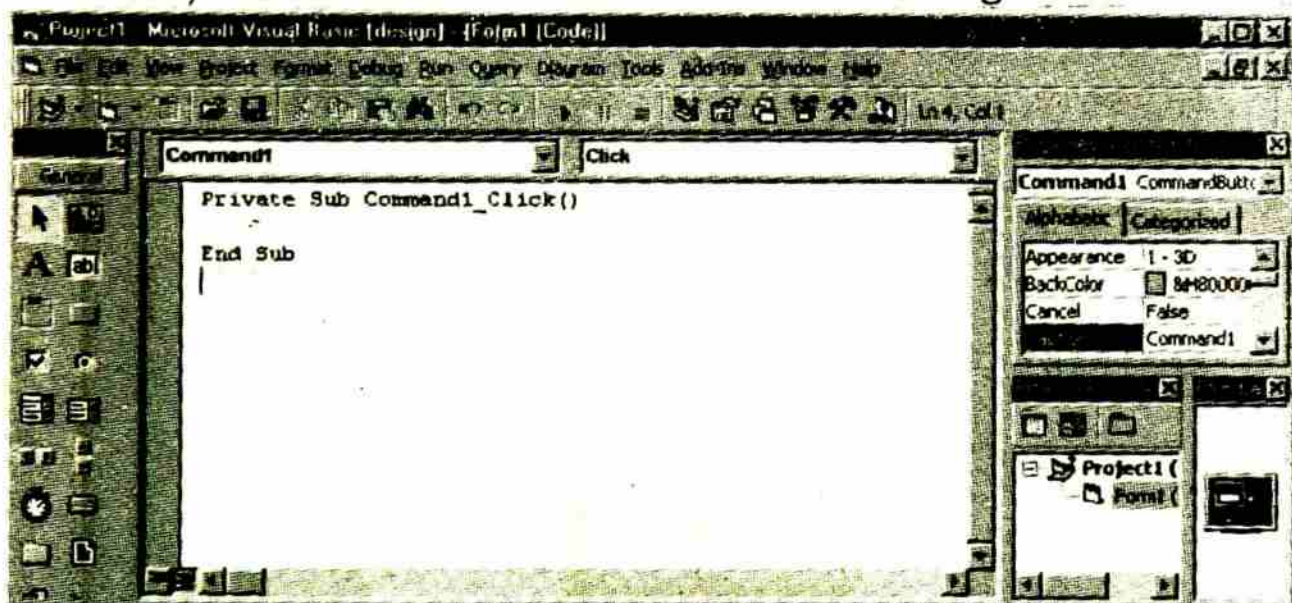 Project1 Microsoft Visual Basic [design] - [Form1 (Code)]
File Edit View Project Format Debug Run Query Diagram Tools Add-Ins Window Help
Ln 4, Col 1
General
Command1 Click
Private Sub Command1_Click()
End Sub
Command1 CommandButtc
Alphabetic Categorized
Appearance 1 - 3D
BackColor &H80000
Cancel False
Command1
Project1 (
Form1 (